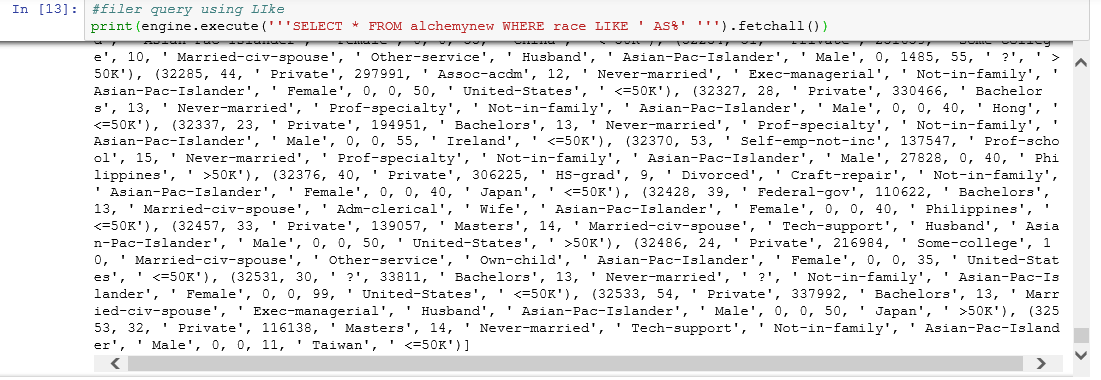 In [13]: #filer query using LIke
print(engine.execute('''SELECT * FROM alchemynew WHERE race LIKE ' AS%' ''').fetchall())
e', 10, ' Married-civ-spouse', ' Other-service', ' Husband', ' Asian-Pac-Islander', ' Male', 0, 1485, 55, ' ?', ' >
50K'), (32285, 44, ' Private', 297991, ' Assoc-acdm', 12, ' Never-married', ' Exec-managerial', ' Not-in-family', '
Asian-Pac-Islander', ' Female', 0, 0, 50, ' United-States', ' <=50K'), (32327, 28, ' Private', 330466, ' Bachelor
s', 13, ' Never-married', ' Prof-specialty', ' Not-in-family', ' Asian-Pac-Islander', ' Male', 0, 0, 40, ' Hong', '
<=50K'), (32337, 23, ' Private', 194951, ' Bachelors', 13, ' Never-married', ' Prof-specialty', ' Not-in-family', '
Asian-Pac-Islander', ' Male', 0, 0, 55, ' Ireland', ' <=50K'), (32370, 53, ' Self-emp-not-inc', 137547, ' Prof-scho
ol', 15, ' Never-married', ' Prof-specialty', ' Not-in-family', ' Asian-Pac-Islander', ' Male', 27828, 0, 40, ' Phi
lippines', ' >50K'), (32376, 40, ' Private', 306225, ' HS-grad', 9, ' Divorced', ' Craft-repair', ' Not-in-family',
' Asian-Pac-Islander', ' Female', 0, 0, 40, ' Japan', ' <=50K'), (32428, 39, ' Federal-gov', 110622, ' Bachelors',
13, ' Married-civ-spouse', ' Adm-clerical', ' Wife', ' Asian-Pac-Islander', ' Female', 0, 0, 40, ' Philippines', '
<=50K'), (32457, 33, ' Private', 139057, ' Masters', 14, ' Married-civ-spouse', ' Tech-support', ' Husband', ' Asia
n-Pac-Islander', ' Male', 0, 0, 50, ' United-States', ' >50K'), (32486, 24, ' Private', 216984, ' Some-college', 1
0, ' Married-civ-spouse', ' Other-service', ' Own-child', ' Asian-Pac-Islander', ' Female', 0, 0, 35, ' United-Stat
es', ' <=50K'), (32531, 30, ' ?', 33811, ' Bachelors', 13, ' Never-married', ' ?', ' Not-in-family', ' Asian-Pac-Is
lander', ' Female', 0, 0, 99, ' United-States', ' <=50K'), (32533, 54, ' Private', 337992, ' Bachelors', 13, ' Marr
ied-civ-spouse', ' Exec-managerial', ' Husband', ' Asian-Pac-Islander', ' Male', 0, 0, 50, ' Japan', ' >50K'), (325
53, 32, ' Private', 116138, ' Masters', 14, ' Never-married', ' Tech-support', ' Not-in-family', ' Asian-Pac-Island
er', ' Male', 0, 0, 11, ' Taiwan', ' <=50K')]